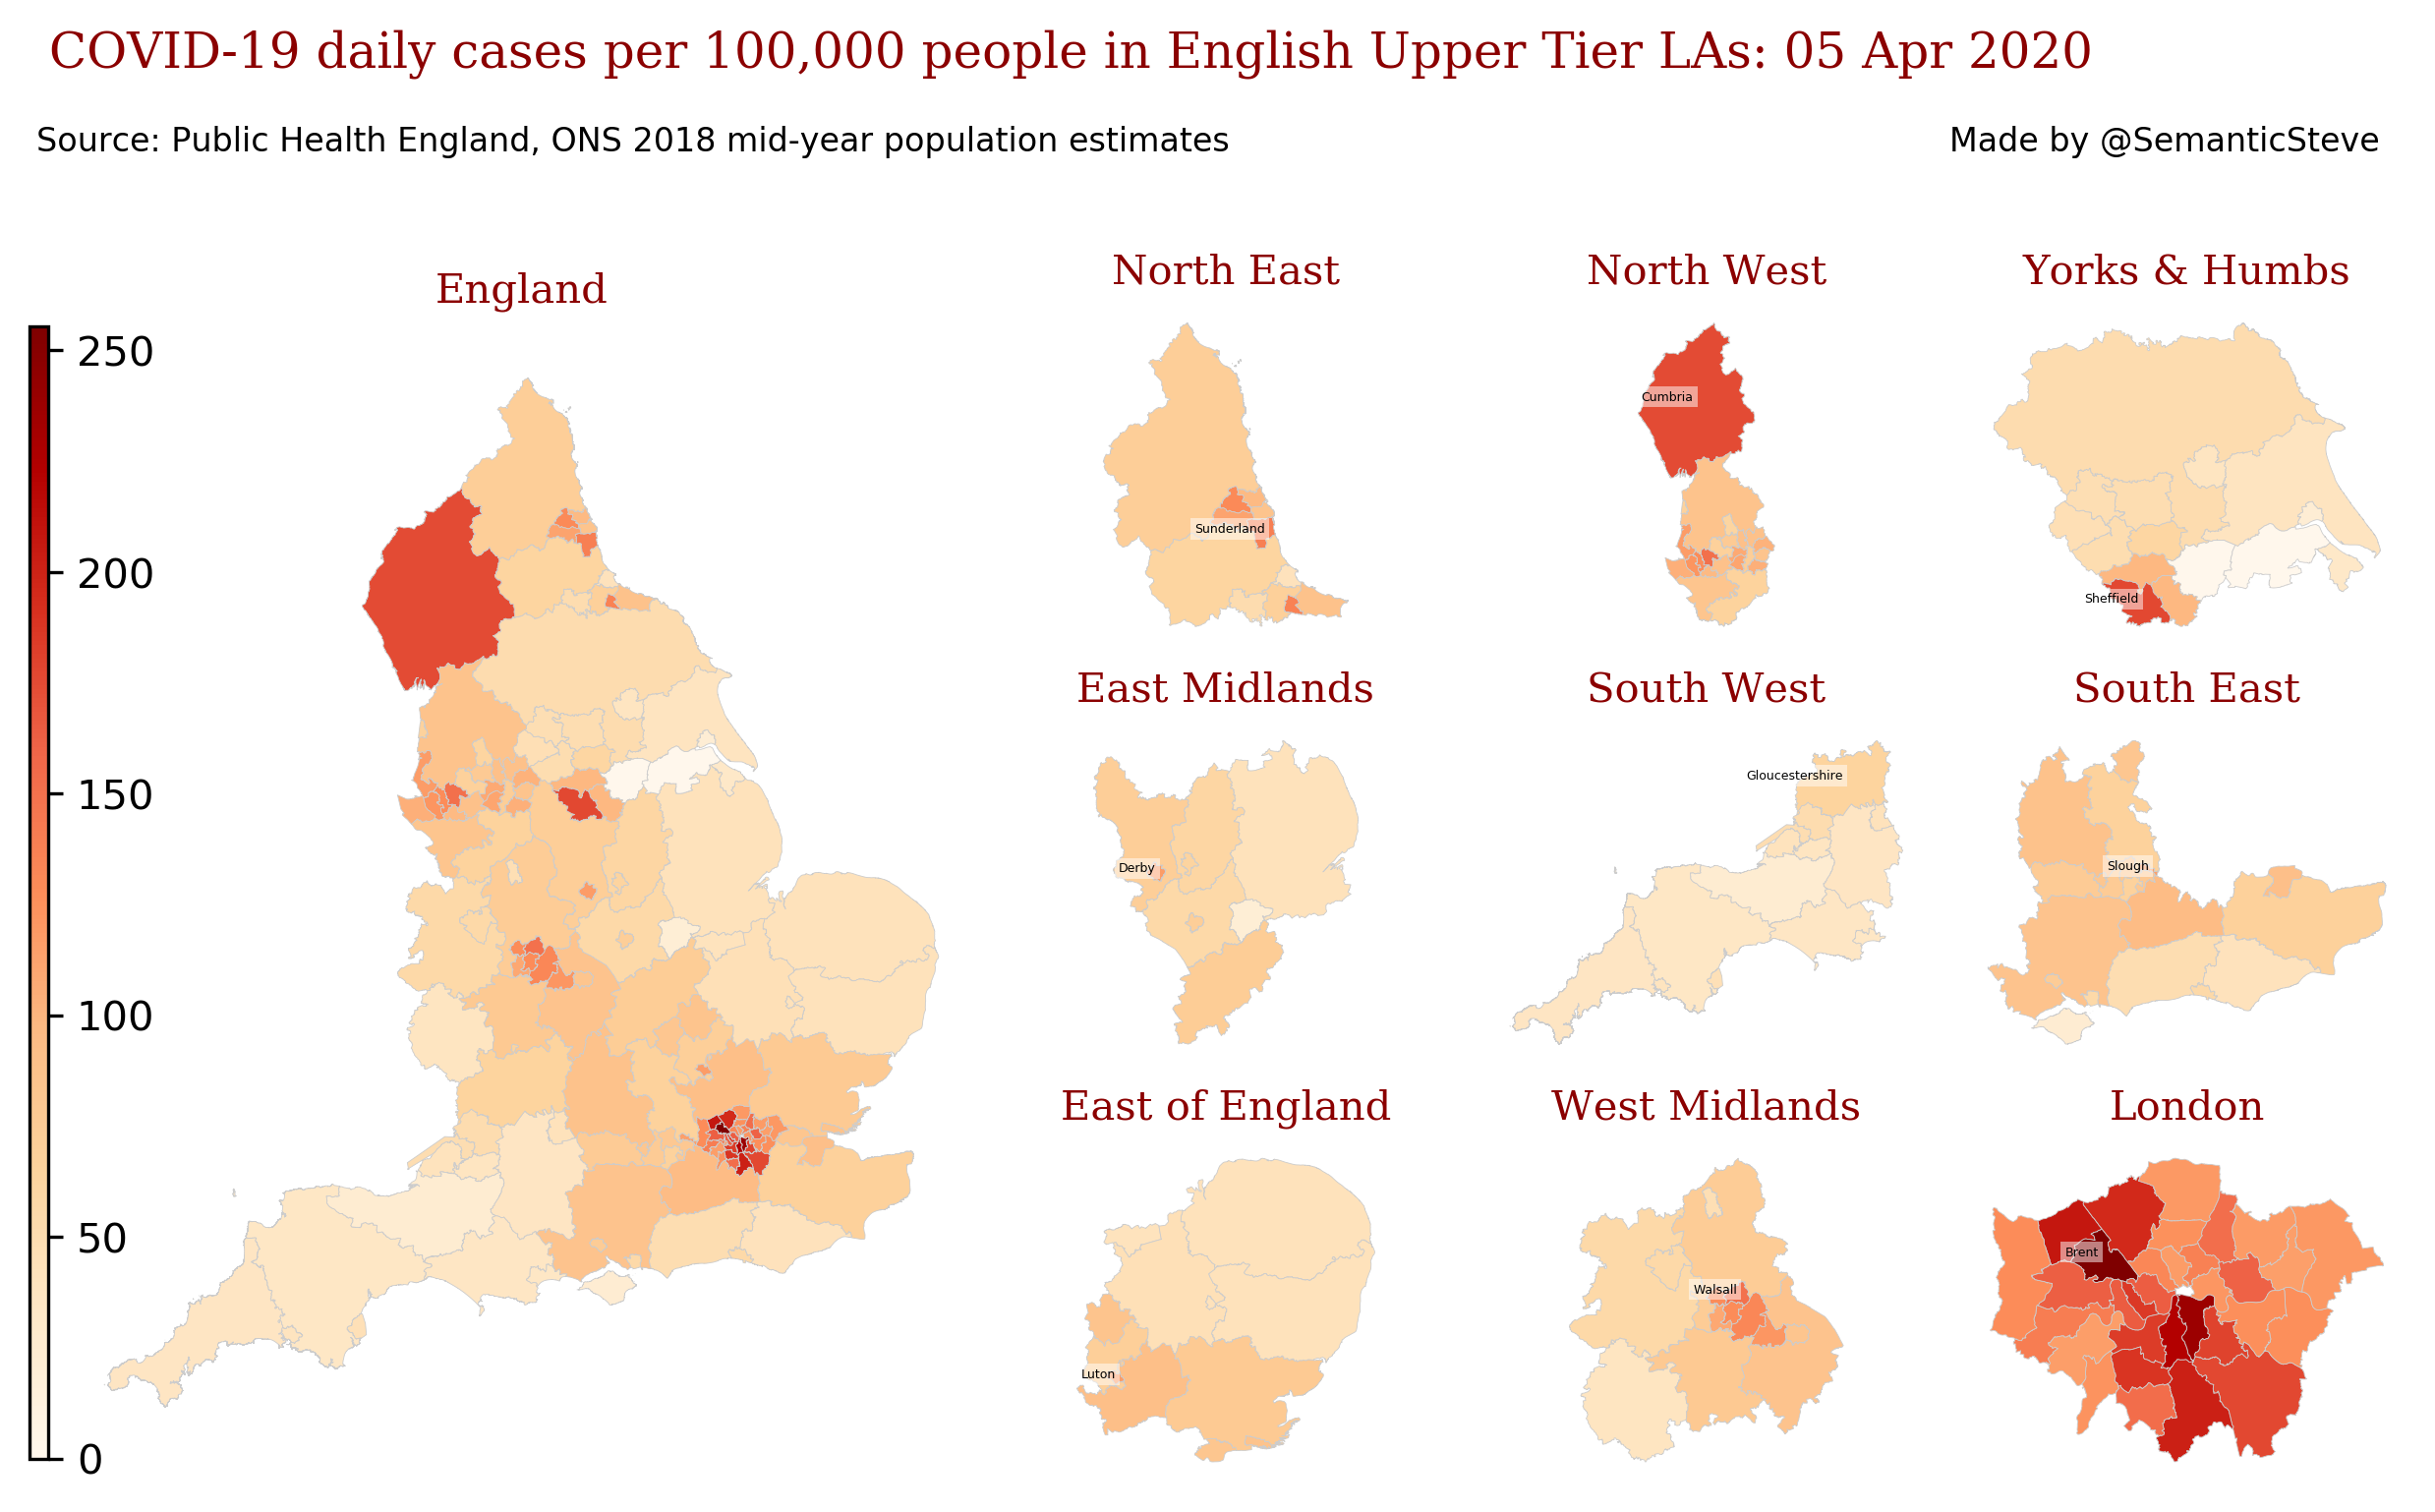 COVID-19 daily cases per 100,000 people in English Upper Tier LAs: 05 Apr 2020
Source: Public Health England, ONS 2018 mid-year population estimates
Made by @SemanticSteve
England
250
200
150
100
50
0
North East
Sunderland
North West
Cumbria
Yorks & Humbs
Sheffield
East Midlands
Derby
South West
Gloucestershire
South East
Slough
East of England
Luton
West Midlands
Walsall
London
Brent